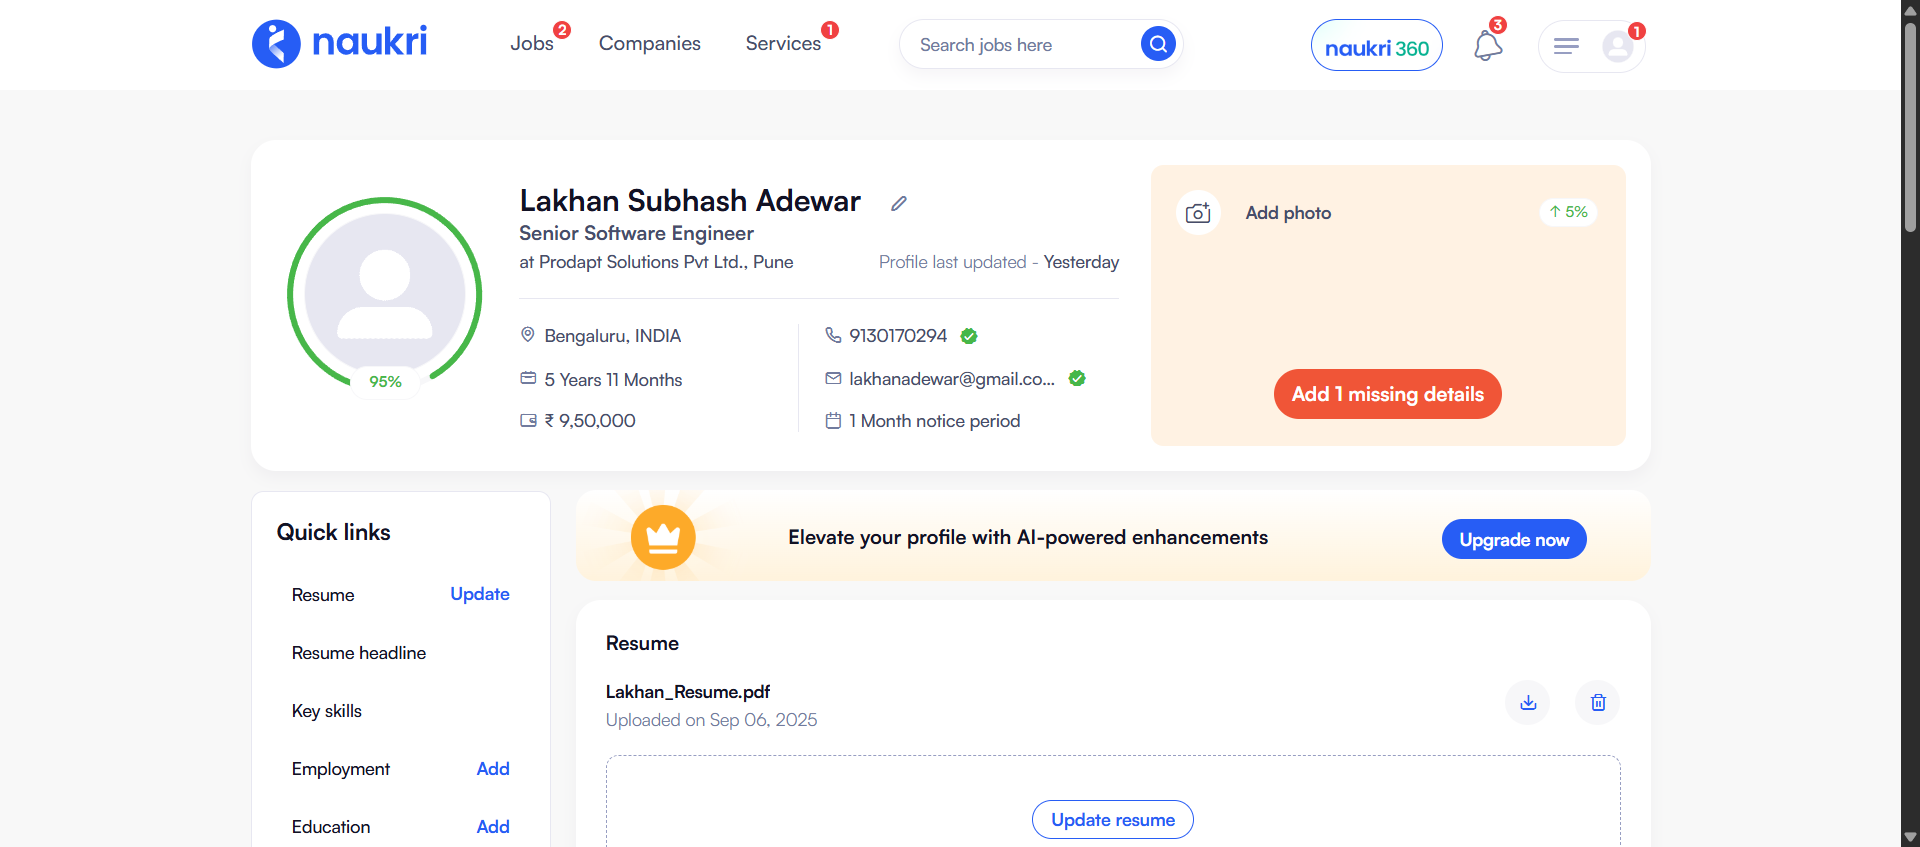 naukri
Jobs 2
Companies
Services 1
Search jobs here
naukri 360
3
1
Lakhan Subhash Adewar
Senior Software Engineer
at Prodapt Solutions Pvt Ltd., Pune
Profile last updated - Yesterday
Bengaluru, INDIA
5 Years 11 Months
₹ 9,50,000
9130170294
lakhanadewar@gmail.co...
1 Month notice period
95%
Add photo
↑ 5%
Add 1 missing details
Quick links
Resume Update
Resume headline
Key skills
Employment Add
Education Add
Elevate your profile with AI-powered enhancements
Upgrade now
Resume
Lakhan_Resume.pdf
Uploaded on Sep 06, 2025
Update resume